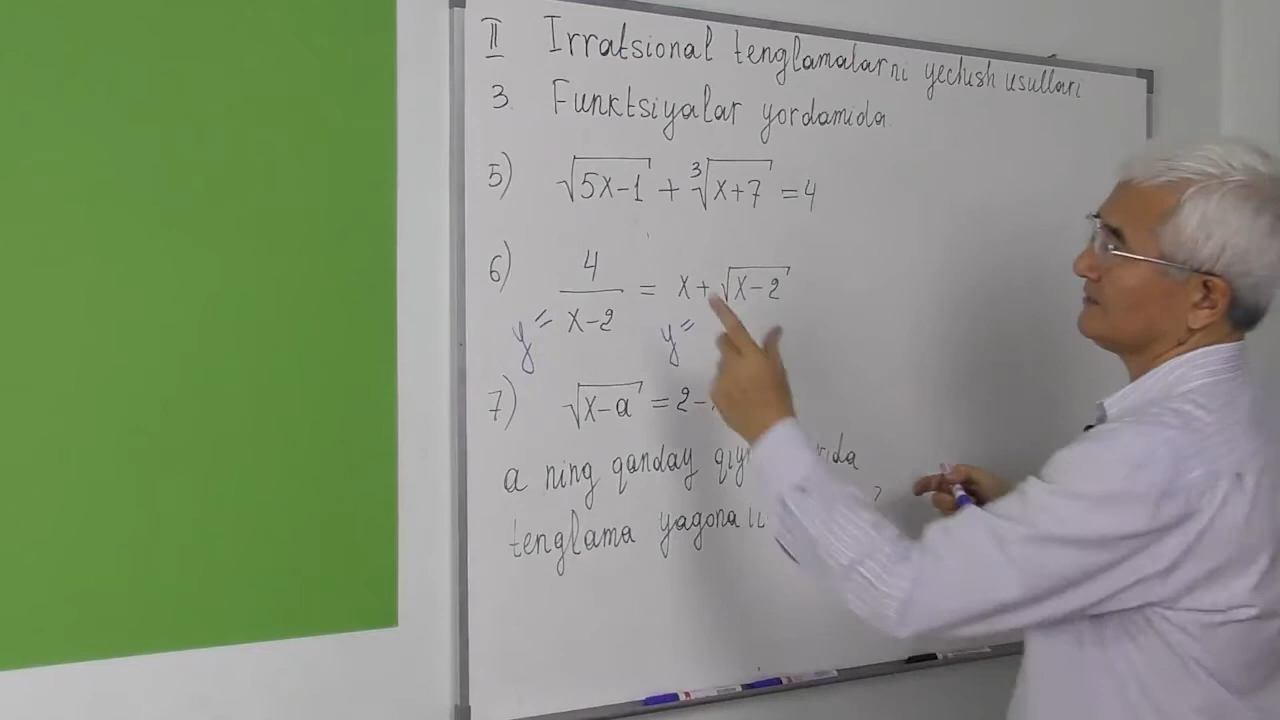 II Irratsional tenglamalarni yechish usullari
3. Funktsiyalar yordamida.
5) √5x-1 + ³√x+7 = 4
6) 4/x-2 = x+√x-2
y= y=
7) √x-a = 2-
a ning qanday
tenglama yagona ?